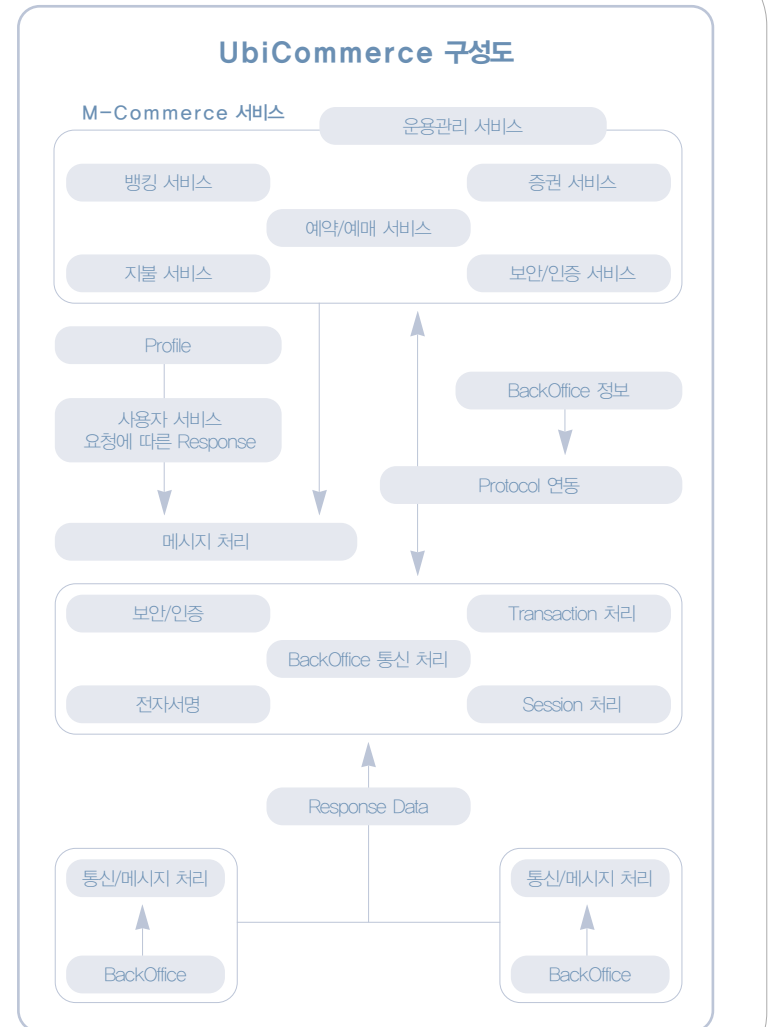 UbiCommerce 구성도
M-Commerce 서비스
운용관리 서비스
뱅킹 서비스
증권 서비스
예약/예매 서비스
지불 서비스
보안/인증 서비스
Profile
BackOffice 정보
사용자 서비스
요청에 따른 Response
Protocol 연동
메시지 처리
보안/인증
Transaction 처리
BackOffice 통신 처리
전자서명
Session 처리
Response Data
통신/메시지 처리
통신/메시지 처리
BackOffice
BackOffice